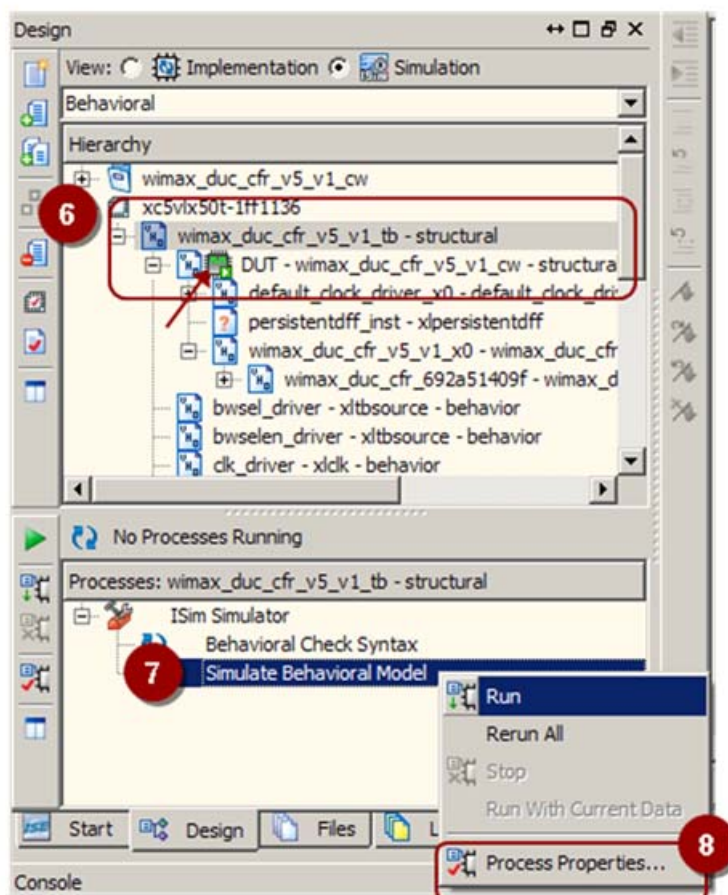 Design
View: Implementation Simulation
Behavioral
Hierarchy
wimax_duc_cfr_v5_v1_cw
6
xc5vlx50t-1ff1136
wimax_duc_cfr_v5_v1_tb - structural
DUT - wimax_duc_cfr_v5_v1_cw - structura
default_clock_driver_x0 - default_clock_dri
persistentdff_inst - xlpersistentdff
wimax_duc_cfr_v5_v1_x0 - wimax_duc_cfr
wimax_duc_cfr_692a51409f - wimax_d
bwsel_driver - xltbsource - behavior
bwselen_driver - xltbsource - behavior
clk_driver - xlclk - behavior
No Processes Running
Processes: wimax_duc_cfr_v5_v1_tb - structural
ISim Simulator
Behavioral Check Syntax
7 Simulate Behavioral Model
Run
Rerun All
Stop
Run With Current Data
8
Process Properties...
ISE Start Design Files L
Console